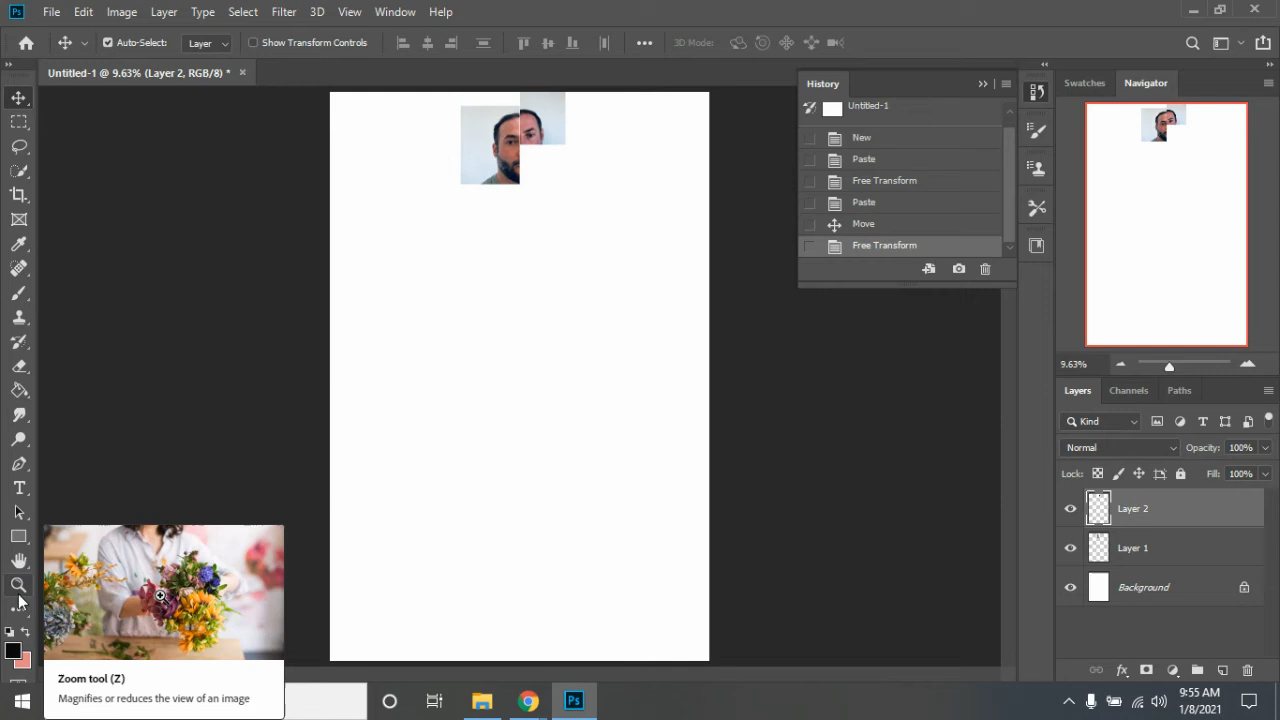 Ps File Edit Image Layer Type Select Filter 3D View Window Help
Auto-Select: Layer Show Transform Controls 3D Mode:
Untitled-1 @ 9.63% (Layer 2, RGB/8) *
History
Untitled-1
New
Paste
Free Transform
Paste
Move
Free Transform
Swatches Navigator
9.63%
Layers Channels Paths
Kind
Normal Opacity: 100%
Lock: Fill: 100%
Layer 2
Layer 1
Background
T
Zoom tool (Z)
Magnifies or reduces the view of an image
Ps
9:55 AM
1/8/2021